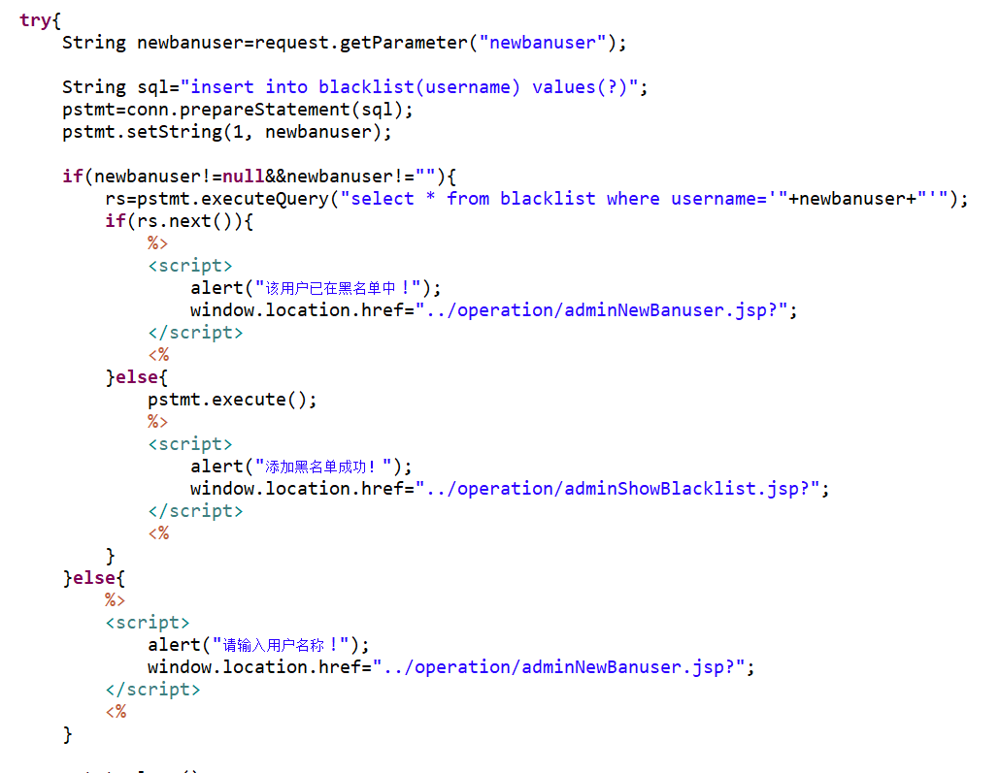 try{
String newbanuser=request.getParameter("newbanuser");
String sql="insert into blacklist(username) values(?)";
pstmt=conn.prepareStatement(sql);
pstmt.setString(1, newbanuser);
if(newbanuser!=null&&newbanuser!=""){
rs=pstmt.executeQuery("select * from blacklist where username='"+newbanuser+"'");
if(rs.next()){
%>
<script>
alert("该用户已在黑名单中！");
window.location.href="../operation/adminNewBanuser.jsp?";
</script>
<%
}else{
pstmt.execute();
%>
<script>
alert("添加黑名单成功！");
window.location.href="../operation/adminShowBlacklist.jsp?";
</script>
<%
}
}else{
%>
<script>
alert("请输入用户名称！");
window.location.href="../operation/adminNewBanuser.jsp?";
</script>
<%
}